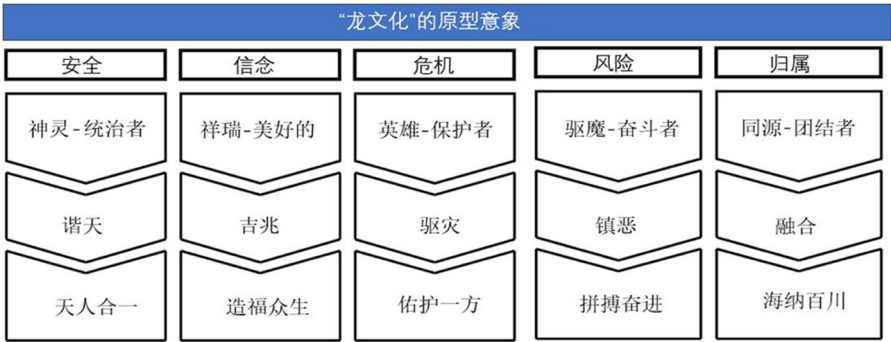 “龙文化”的原型意象
安全 信念 危机 风险 归属
神灵-统治者 祥瑞-美好的 英雄-保护者 驱魔-奋斗者 同源-团结者
谐天 吉兆 驱灾 镇恶 融合
天人合一 造福众生 佑护一方 拼搏奋进 海纳百川